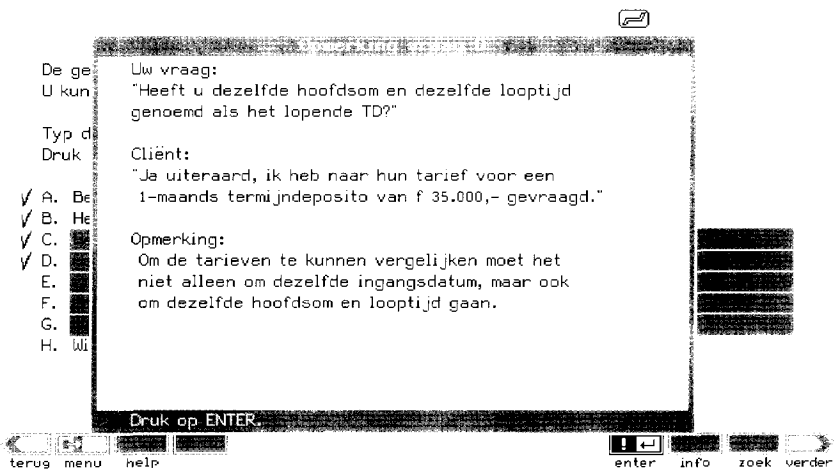 De ge
U kun
Typ d
Druk
A. Be
B. He
C.
D.
E.
F.
G.
H. Wi
Uw vraag:
"Heeft u dezelfde hoofdsom en dezelfde looptijd
genoemd als het lopende TD?"
Cliënt:
"Ja uiteraard, ik heb naar hun tarief voor een
1-maands termijndeposito van f 35.000,- gevraagd."
Opmerking:
Om de tarieven te kunnen vergelijken moet het
niet alleen om dezelfde ingangsdatum, maar ook
om dezelfde hoofdsom en looptijd gaan.
Druk op ENTER.
terug menu help enter info zoek verder